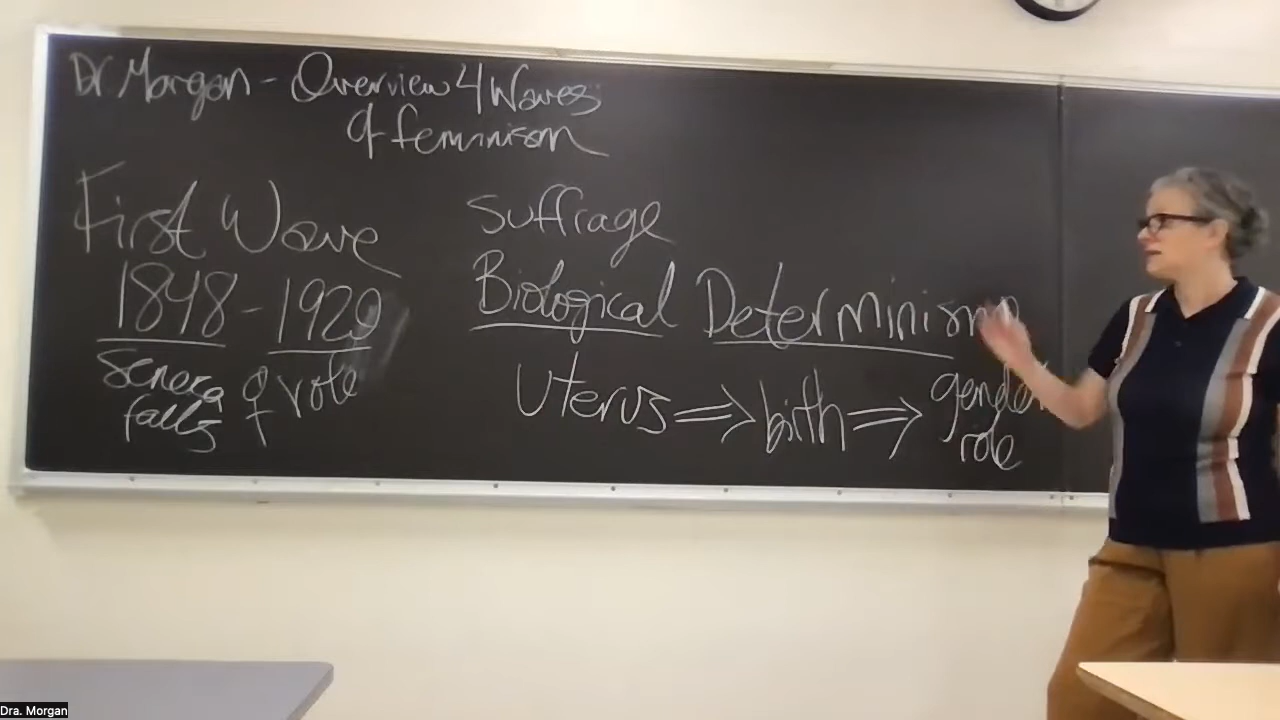 Dr. Morgan - Overview 4 Waves
of feminism
First Wave
1848 - 1920
Seneca falls
& vote
Suffrage
Biological Determinism
Uterus => birth => gender role
Dra. Morgan